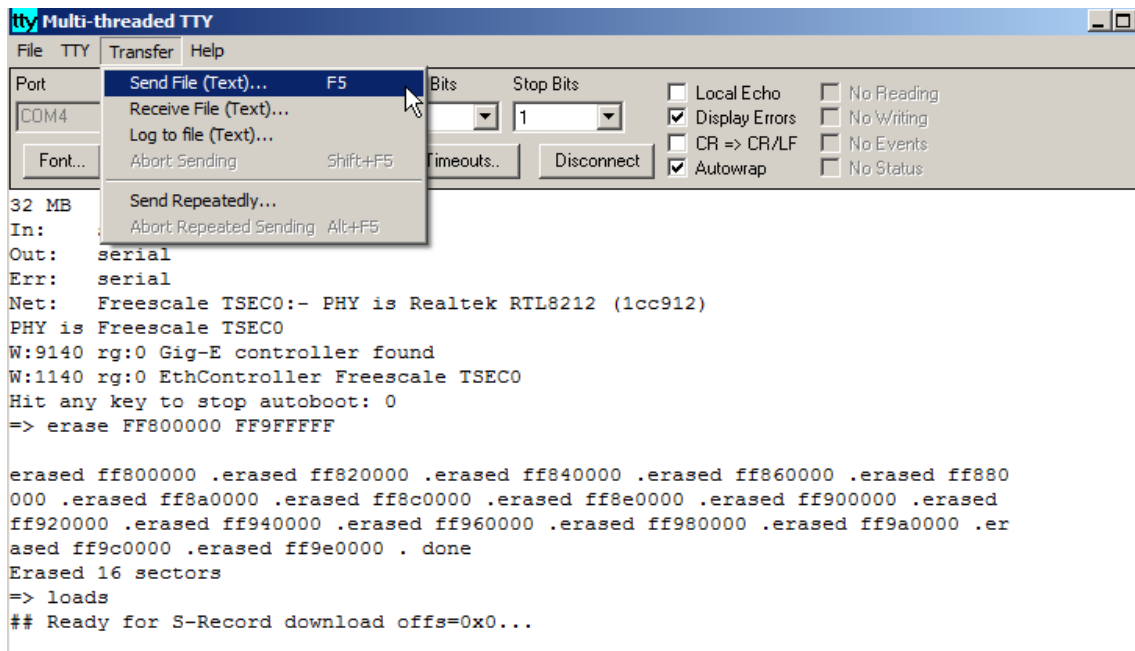 tty Multi-threaded TTY
File TTY Transfer Help
Port Bits Stop Bits
COM4 1
Font... Timeouts.. Disconnect
Local Echo No Reading
Display Errors No Writing
CR => CR/LF No Events
Autowrap No Status
Send File (Text)... F5
Receive File (Text)...
Log to file (Text)...
Abort Sending Shift+F5
Send Repeatedly...
Abort Repeated Sending Alt+F5
32 MB
In:
Out: serial
Err: serial
Net: Freescale TSEC0:- PHY is Realtek RTL8212 (1cc912)
PHY is Freescale TSEC0
W:9140 rg:0 Gig-E controller found
W:1140 rg:0 EthController Freescale TSEC0
Hit any key to stop autoboot: 0
=> erase FF800000 FF9FFFFF
erased ff800000 .erased ff820000 .erased ff840000 .erased ff860000 .erased ff880
000 .erased ff8a0000 .erased ff8c0000 .erased ff8e0000 .erased ff900000 .erased
ff920000 .erased ff940000 .erased ff960000 .erased ff980000 .erased ff9a0000 .er
ased ff9c0000 .erased ff9e0000 . done
Erased 16 sectors
=> loads
## Ready for S-Record download offs=0x0...